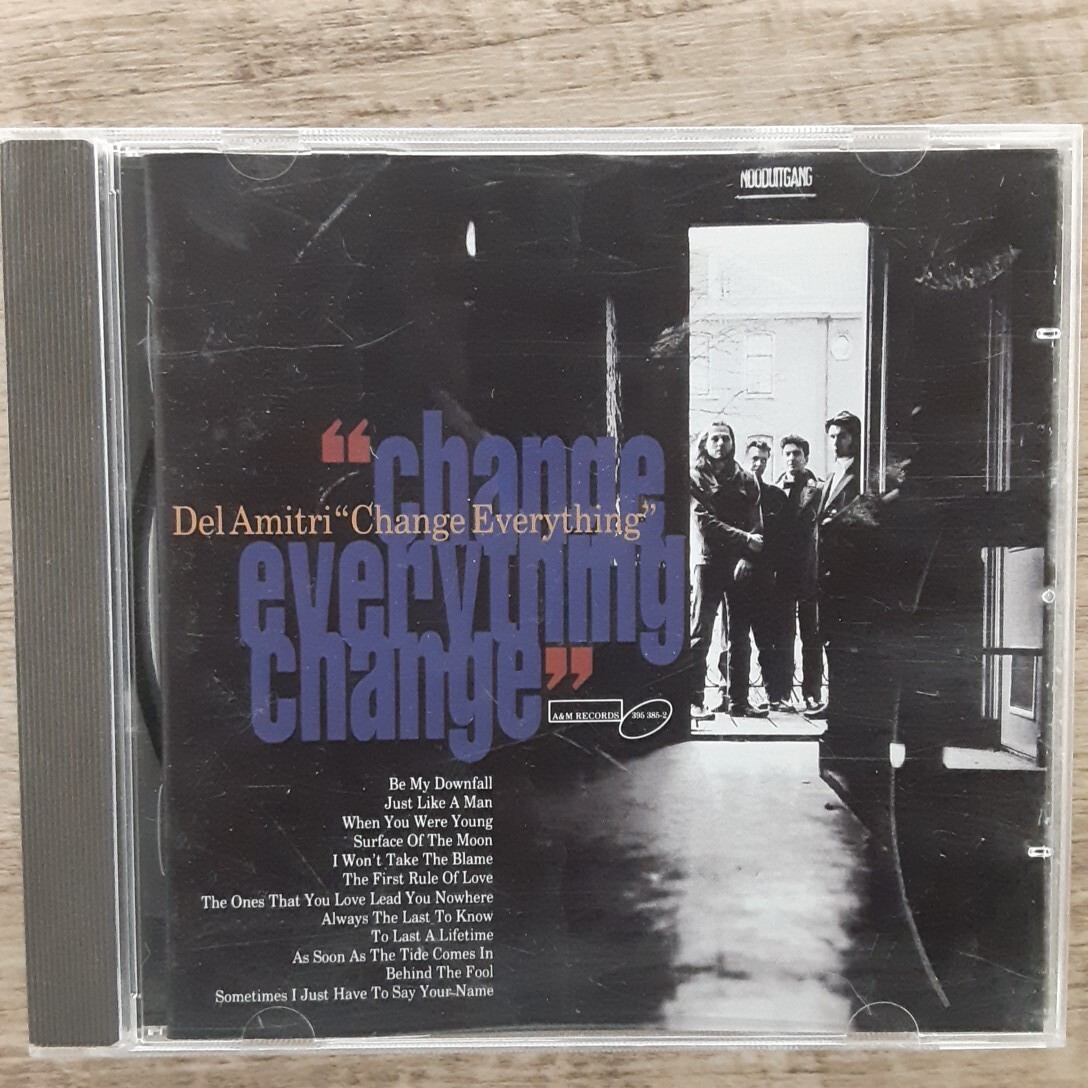 NOODUITGANG
“change
Del Amitri “Change Everything”
everything
change”
A&M RECORDS 395 385-2
Be My Downfall
Just Like A Man
When You Were Young
Surface Of The Moon
I Won't Take The Blame
The First Rule Of Love
The Ones That You Love Lead You Nowhere
Always The Last To Know
To Last A Lifetime
As Soon As The Tide Comes In
Behind The Fool
Sometimes I Just Have To Say Your Name